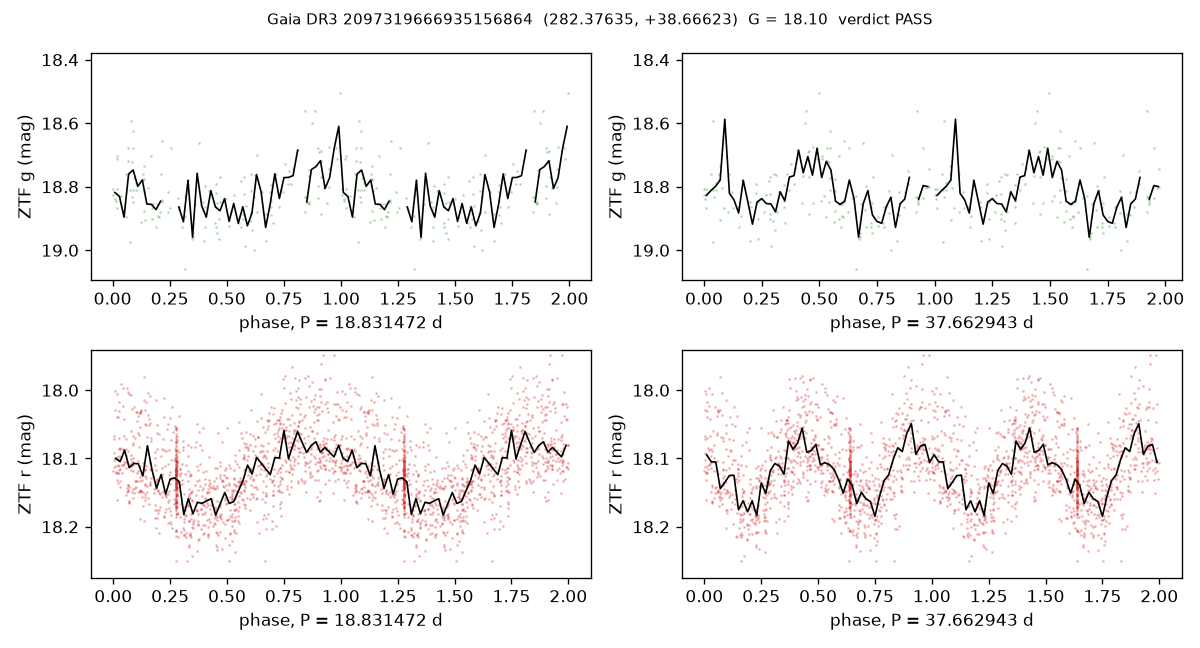 Gaia DR3 2097319666935156864 (282.37635, +38.66623) G = 18.10 verdict PASS
ZTF g (mag)
18.4
18.6
18.8
19.0
0.00 0.25 0.50 0.75 1.00 1.25 1.50 1.75 2.00
phase, P = 18.831472 d
ZTF g (mag)
18.4
18.6
18.8
19.0
0.00 0.25 0.50 0.75 1.00 1.25 1.50 1.75 2.00
phase, P = 37.662943 d
ZTF r (mag)
18.0
18.1
18.2
0.00 0.25 0.50 0.75 1.00 1.25 1.50 1.75 2.00
phase, P = 18.831472 d
ZTF r (mag)
18.0
18.1
18.2
0.00 0.25 0.50 0.75 1.00 1.25 1.50 1.75 2.00
phase, P = 37.662943 d